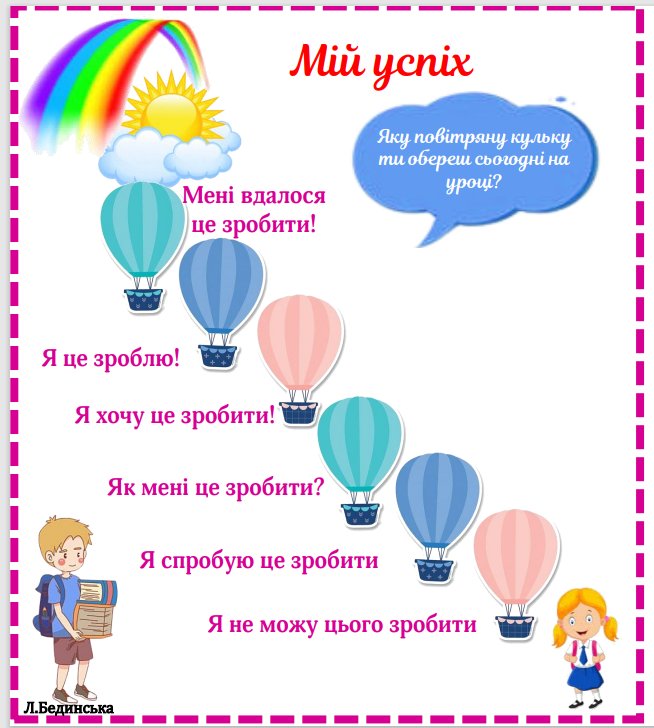 Мій успіх
Яку повітряну кульку
ти обереш сьогодні на
уроці?
Мені вдалося
це зробити!
Я це зроблю!
Я хочу це зробити!
Як мені це зробити?
Я спробую це зробити
Я не можу цього зробити
Л.Бединська